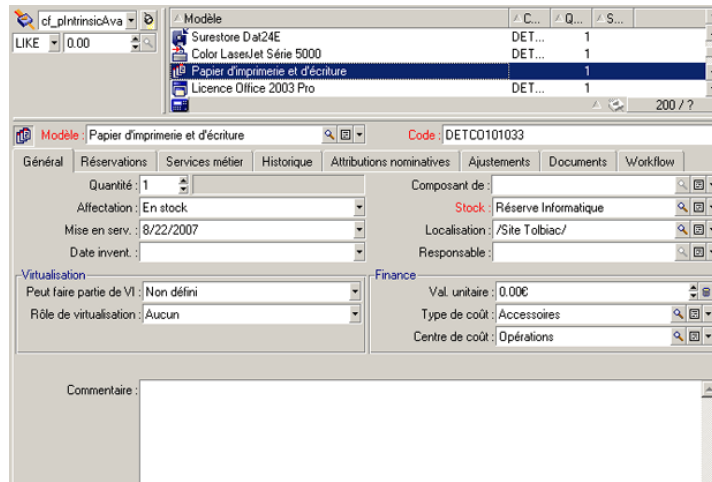 cf_pIntrinsicAva
LIKE 0.00
Modèle C... Q... S...
Surestore Dat24E DET... 1
Color LaserJet Série 5000 DET... 1
Papier d'imprimerie et d'écriture 1
Licence Office 2003 Pro DET... 1
200 / ?
Modèle : Papier d'imprimerie et d'écriture Code : DETCO101033
Général Réservations Services métier Historique Attributions nominatives Ajustements Documents Workflow
Quantité : 1 Composant de :
Affectation : En stock Stock : Réserve Informatique
Mise en serv. : 8/22/2007 Localisation : /Site Tolbiac/
Date invent. : Responsable :
Virtualisation Finance
Peut faire partie de VI : Non défini Val. unitaire : 0.00€
Rôle de virtualisation : Aucun Type de coût : Accessoires
Centre de coût : Opérations
Commentaire :